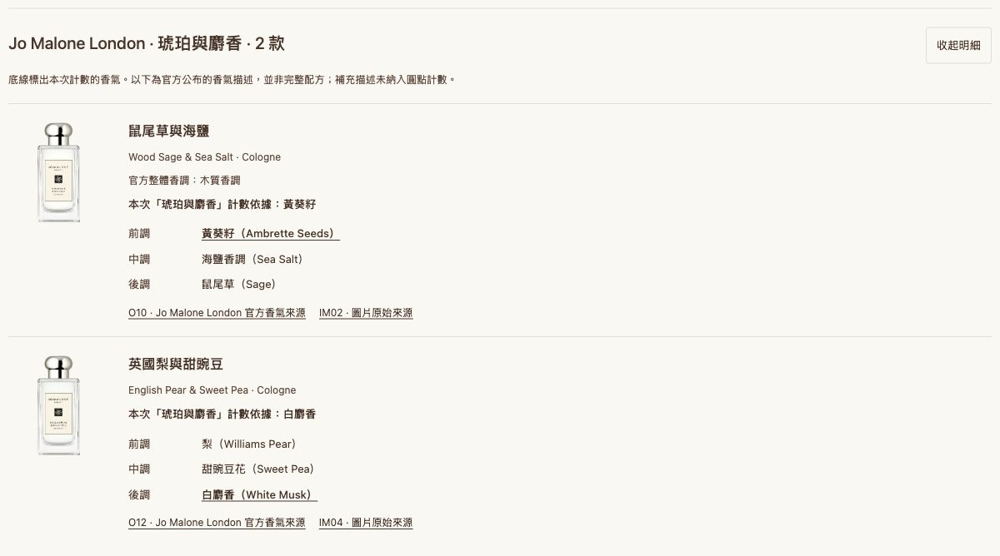 Jo Malone London · 琥珀與麝香 · 2 款
收起明細
底線標出本次計數的香氣。以下為官方公布的香氣描述，並非完整配方；補充描述未納入圓點計數。
鼠尾草與海鹽
Wood Sage & Sea Salt · Cologne
官方整體香調：木質香調
本次「琥珀與麝香」計數依據：黃葵籽
前調 黃葵籽（Ambrette Seeds）
中調 海鹽香調（Sea Salt）
後調 鼠尾草（Sage）
O10 · Jo Malone London 官方香氣來源 IM02 · 圖片原始來源
英國梨與甜豌豆
English Pear & Sweet Pea · Cologne
本次「琥珀與麝香」計數依據：白麝香
前調 梨（Williams Pear）
中調 甜豌豆花（Sweet Pea）
後調 白麝香（White Musk）
O12 · Jo Malone London 官方香氣來源 IM04 · 圖片原始來源